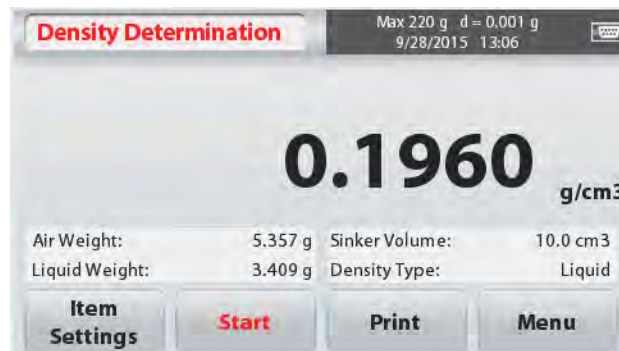 Density Determination
Max 220 g d = 0.001 g
9/28/2015 13:06
0.1960 g/cm3
Air Weight: 5.357 g Sinker Volume: 10.0 cm3
Liquid Weight: 3.409 g Density Type: Liquid
Item Settings
Start
Print
Menu